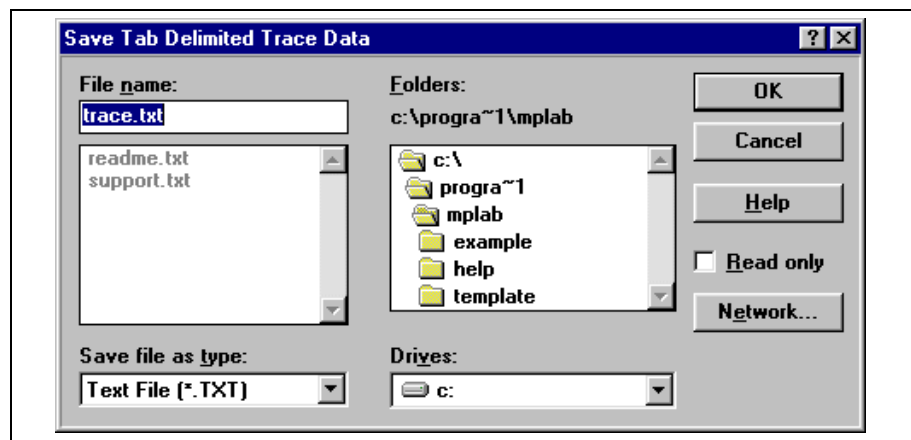 Save Tab Delimited Trace Data
File name:
trace.txt
readme.txt
support.txt
Save file as type:
Text File (*.TXT)
Folders:
c:\progra~1\mplab
c:\
progra~1
mplab
example
help
template
Drives:
c:
OK
Cancel
Help
Read only
Network...